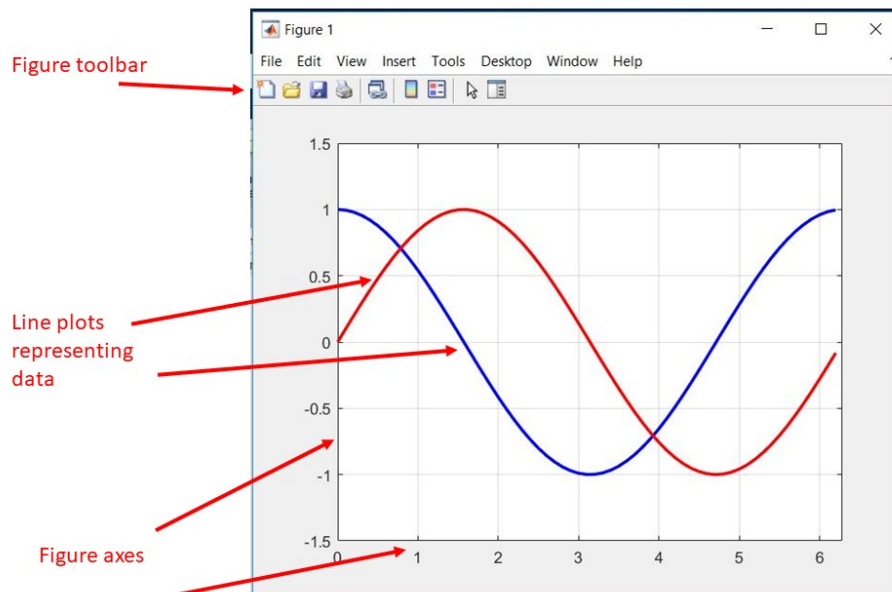 Figure 1
File Edit View Insert Tools Desktop Window Help
Figure toolbar
1.5
1
0.5
0
-0.5
-1
-1.5
0 1 2 3 4 5 6
Line plots
representing
data
Figure axes